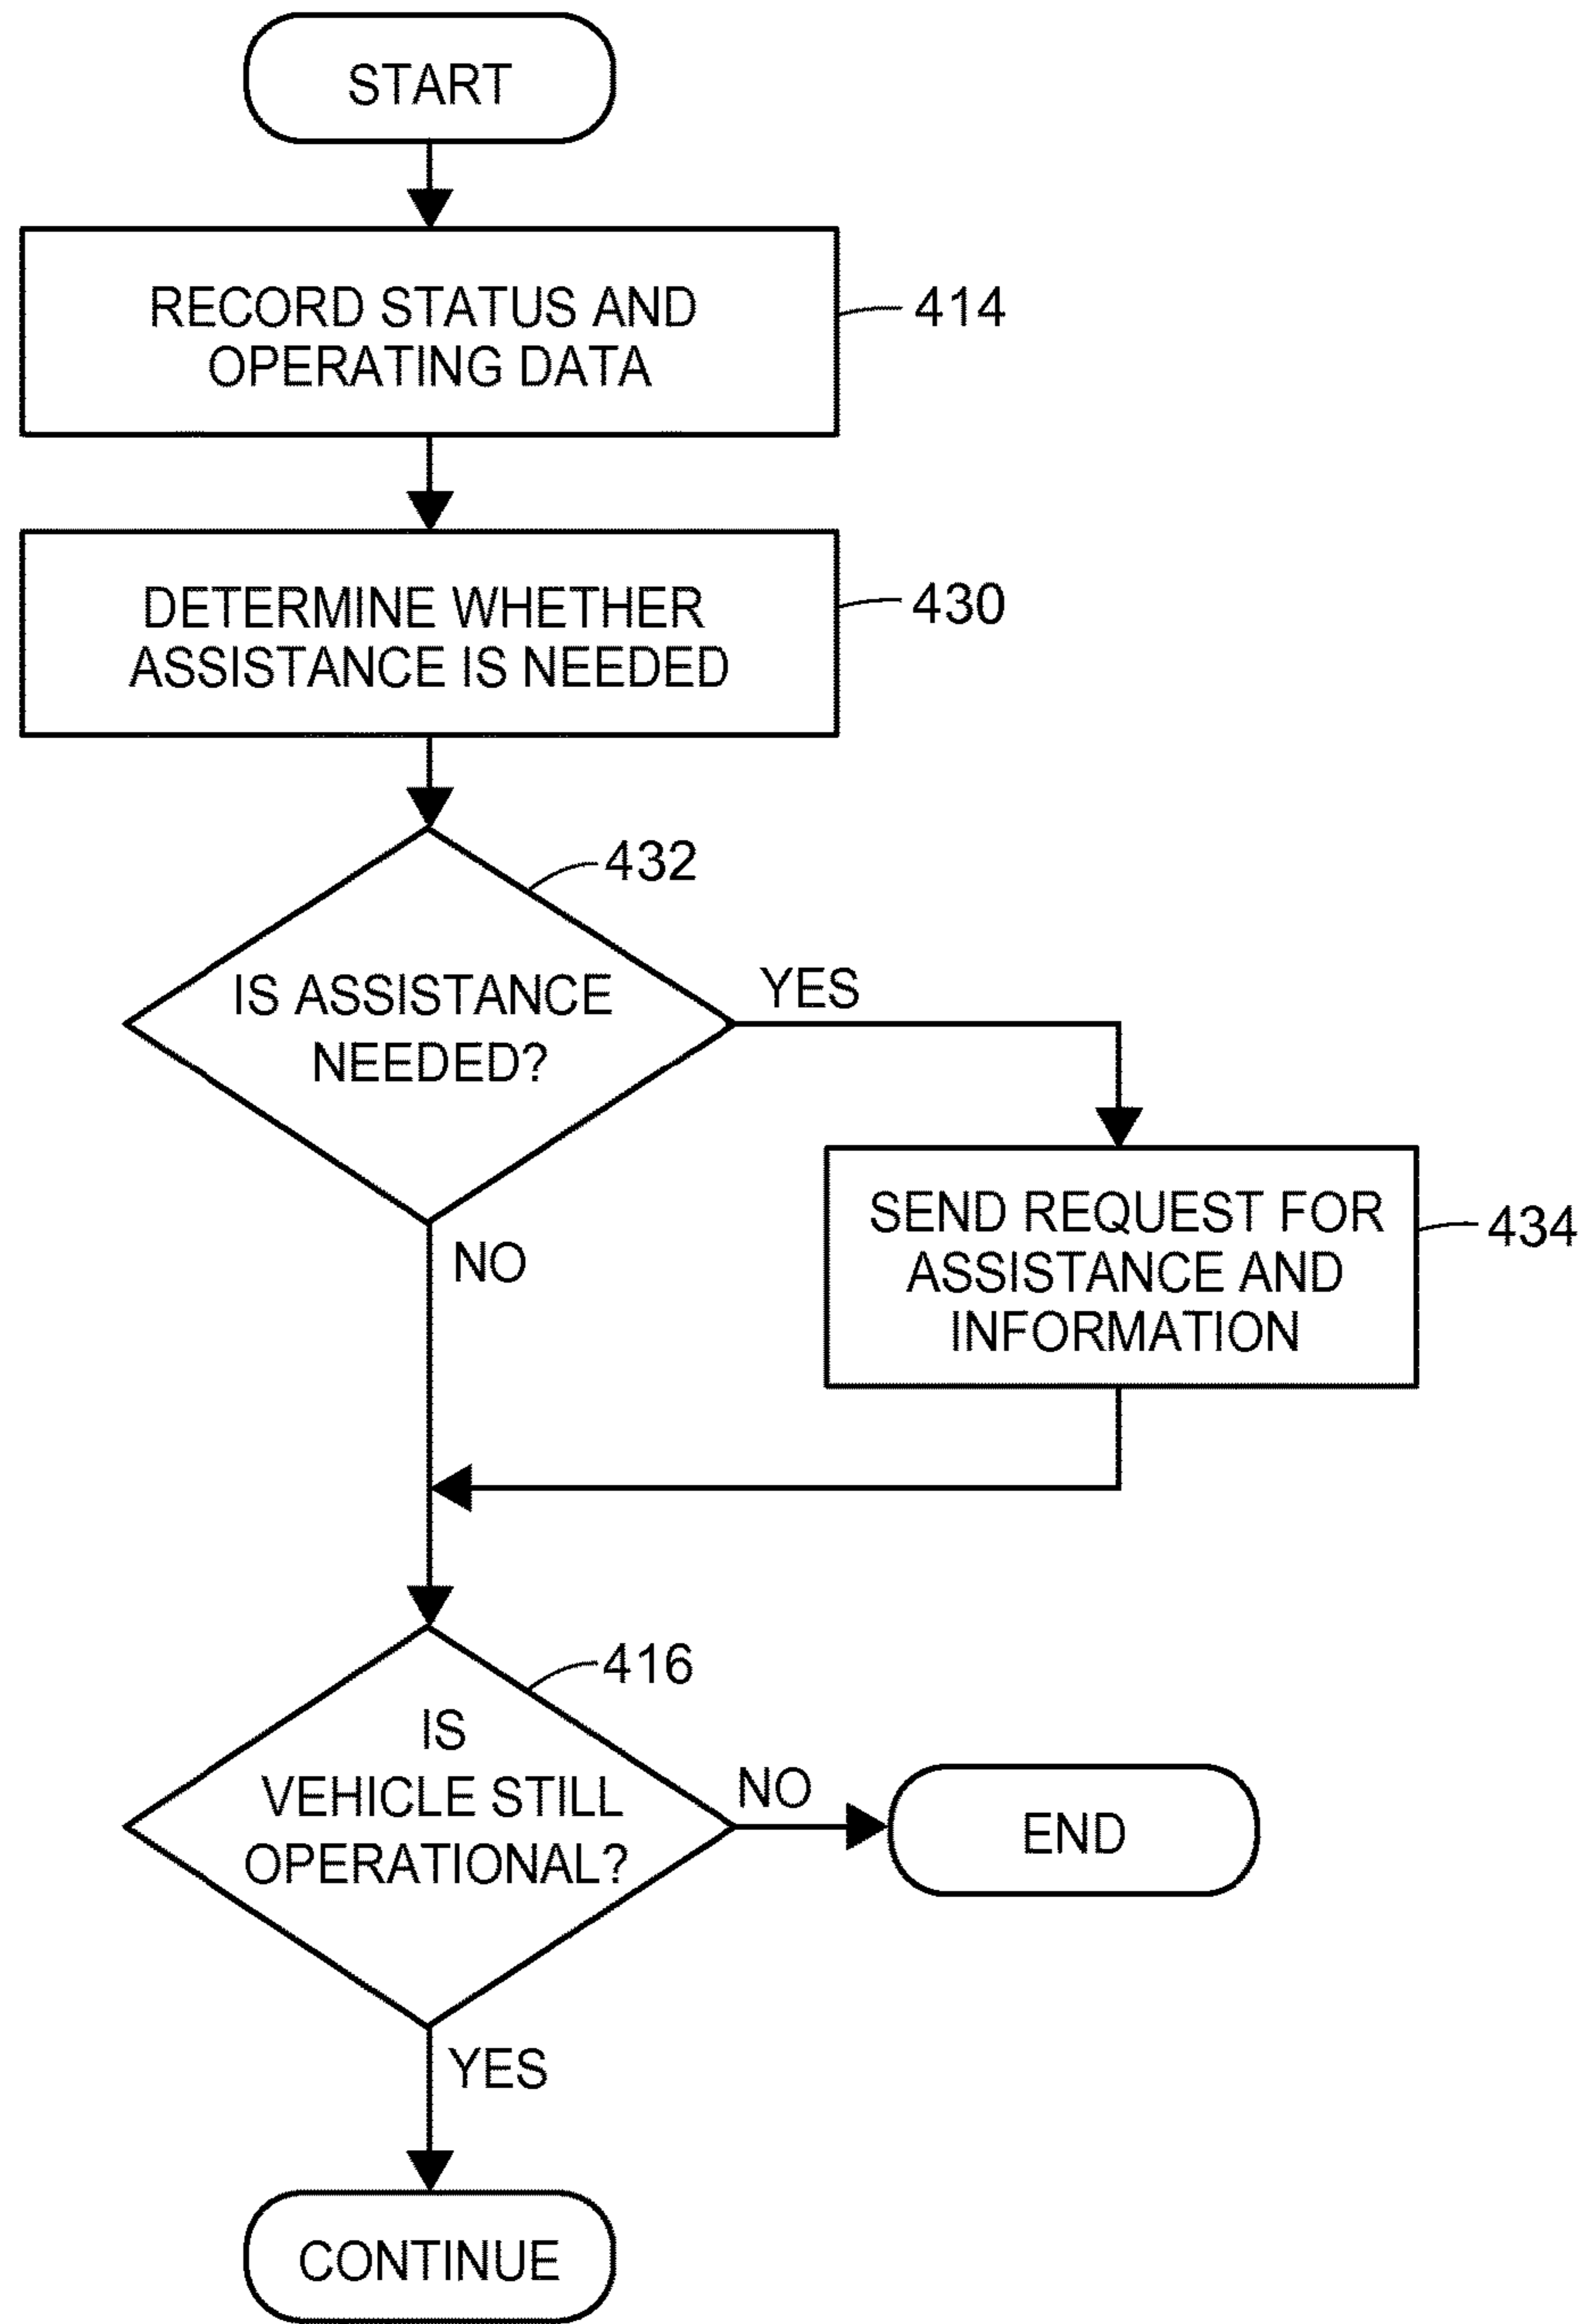 START
RECORD STATUS AND
OPERATING DATA
414
DETERMINE WHETHER
ASSISTANCE IS NEEDED
430
432
IS ASSISTANCE
NEEDED?
YES
NO
SEND REQUEST FOR
ASSISTANCE AND
INFORMATION
434
416
IS
VEHICLE STILL
OPERATIONAL?
NO
END
YES
CONTINUE